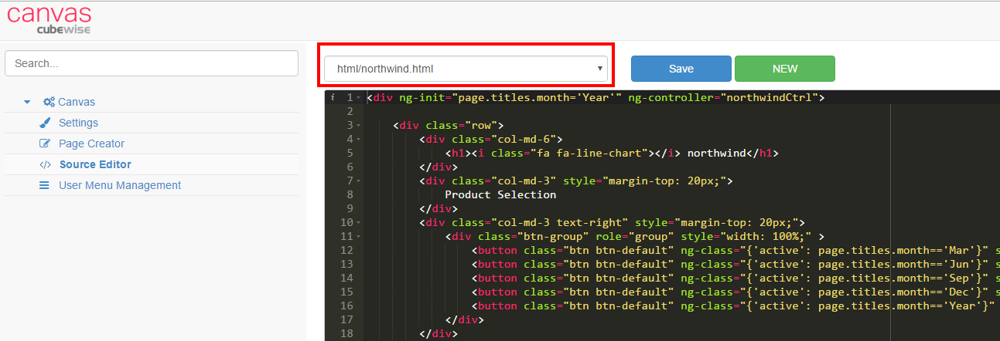 canvas
cubewise
Search...
html/northwind.html
Save
NEW
Canvas
Settings
Page Creator
Source Editor
User Menu Management
i 1 <div ng-init="page.titles.month='Year'" ng-controller="northwindCtrl">
2
3 <div class="row">
4 <div class="col-md-6">
5 <h1><i class="fa fa-line-chart"></i> northwind</h1>
6 </div>
7 <div class="col-md-3" style="margin-top: 20px;">
8 Product Selection
9 </div>
10 <div class="col-md-3 text-right" style="margin-top: 20px;">
11 <div class="btn-group" role="group" style="width: 100%;" >
12 <button class="btn btn-default" ng-class="{'active': page.titles.month=='Mar'}" s
13 <button class="btn btn-default" ng-class="{'active': page.titles.month=='Jun'}" s
14 <button class="btn btn-default" ng-class="{'active': page.titles.month=='Sep'}" s
15 <button class="btn btn-default" ng-class="{'active': page.titles.month=='Dec'}" s
16 <button class="btn btn-default" ng-class="{'active': page.titles.month=='Year'}"
17 </div>
18 </div>